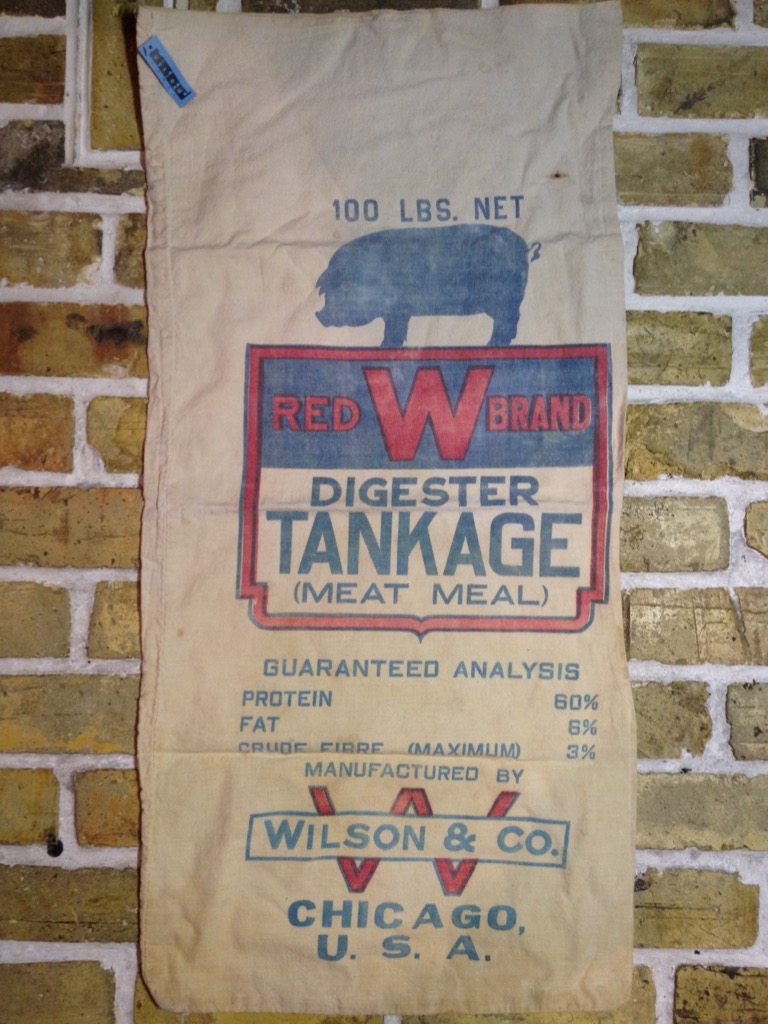 100 LBS. NET
RED W BRAND
DIGESTER
TANKAGE
(MEAT MEAL)
GUARANTEED ANALYSIS
PROTEIN 60%
FAT 6%
CRUDE FIBRE (MAXIMUM) 3%
MANUFACTURED BY
W
WILSON & CO.
CHICAGO,
U. S. A.